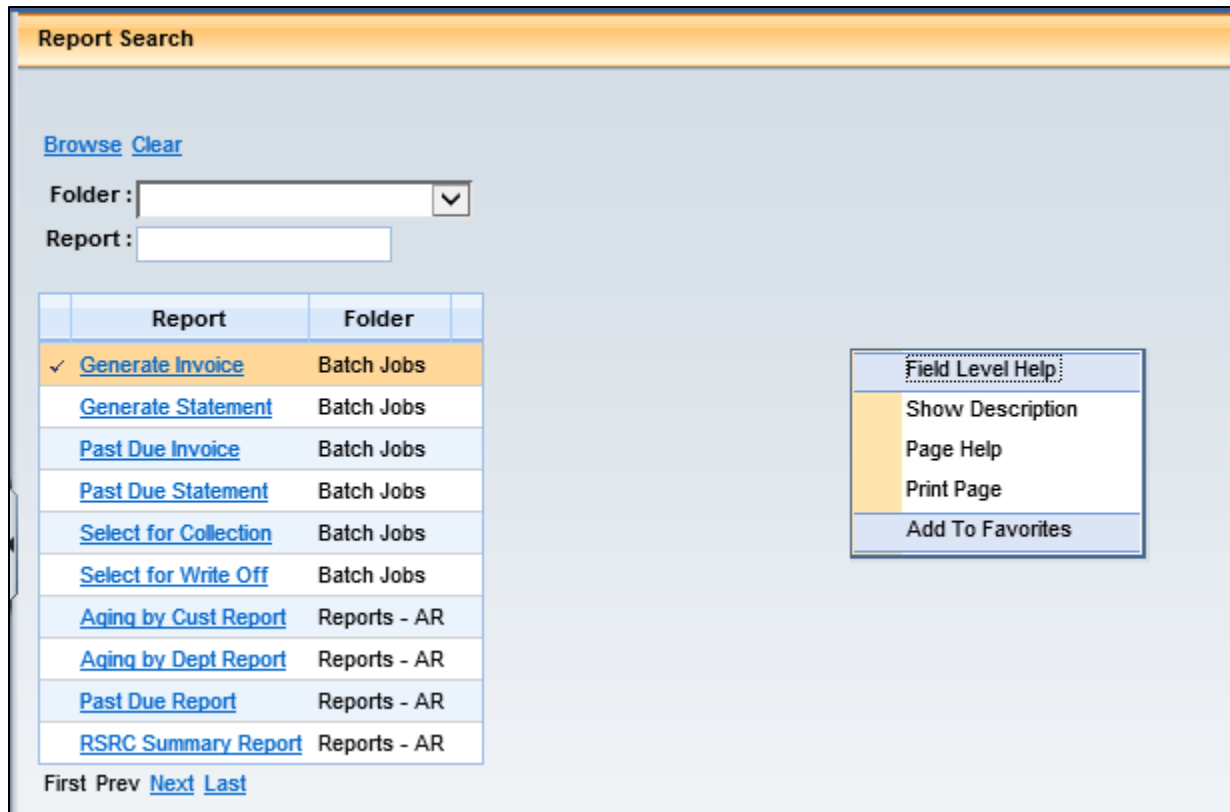 Report Search
Browse Clear
Folder :
Report :
Report Folder
Generate Invoice Batch Jobs
Generate Statement Batch Jobs
Past Due Invoice Batch Jobs
Past Due Statement Batch Jobs
Select for Collection Batch Jobs
Select for Write Off Batch Jobs
Aging by Cust Report Reports - AR
Aging by Dept Report Reports - AR
Past Due Report Reports - AR
RSRC Summary Report Reports - AR
First Prev Next Last
Field Level Help
Show Description
Page Help
Print Page
Add To Favorites